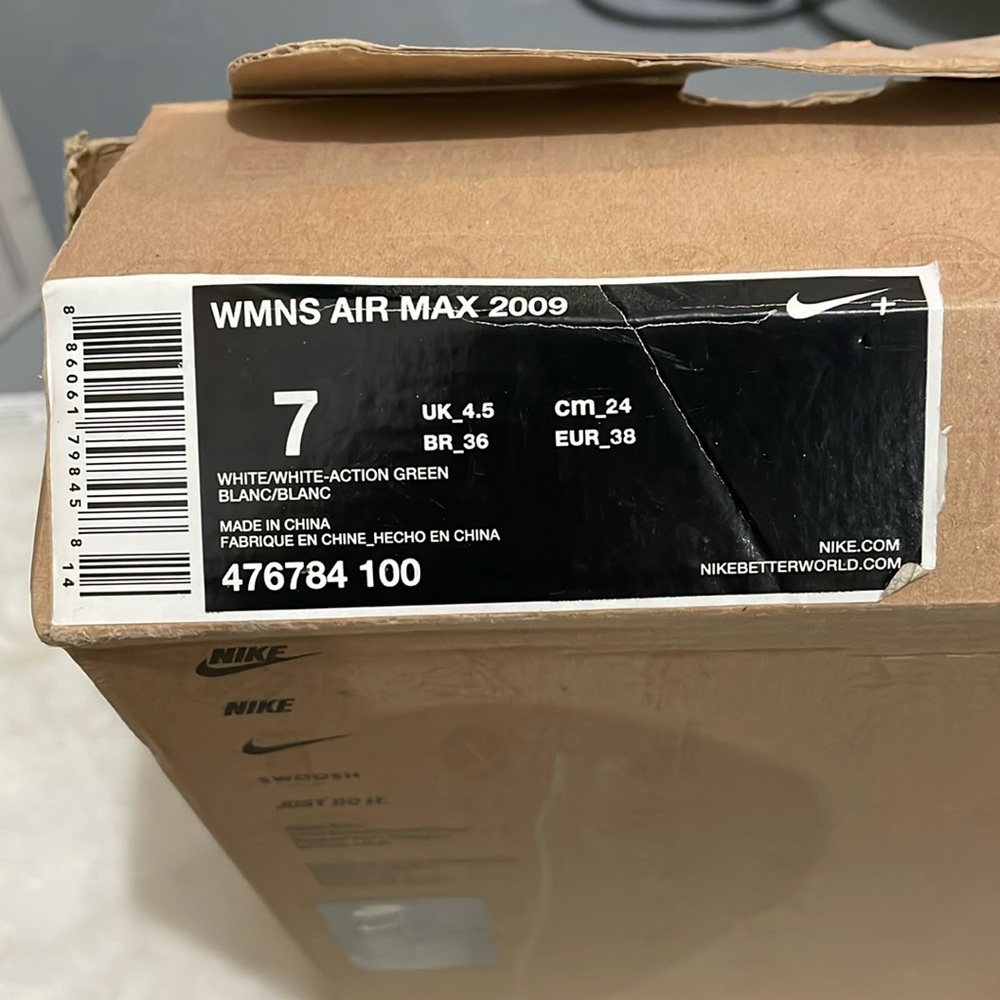 8 86061 79845 8 14
WMNS AIR MAX 2009
+
7
UK_4.5 cm_24
BR_36 EUR_38
WHITE/WHITE-ACTION GREEN
BLANC/BLANC
MADE IN CHINA
FABRIQUE EN CHINE_HECHO EN CHINA
476784 100
NIKE.COM
NIKEBETTERWORLD.COM
NIKE
NIKE
SWOOSH
JUST DO IT.